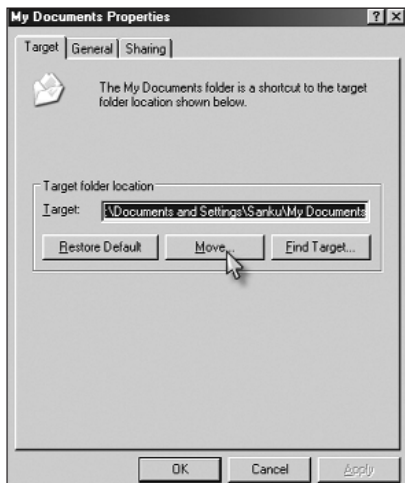 My Documents Properties
Target General Sharing
The My Documents folder is a shortcut to the target
folder location shown below.
Target folder location
Target: :\Documents and Settings\Sanku\My Documents
Restore Default Move... Find Target...
OK Cancel Apply